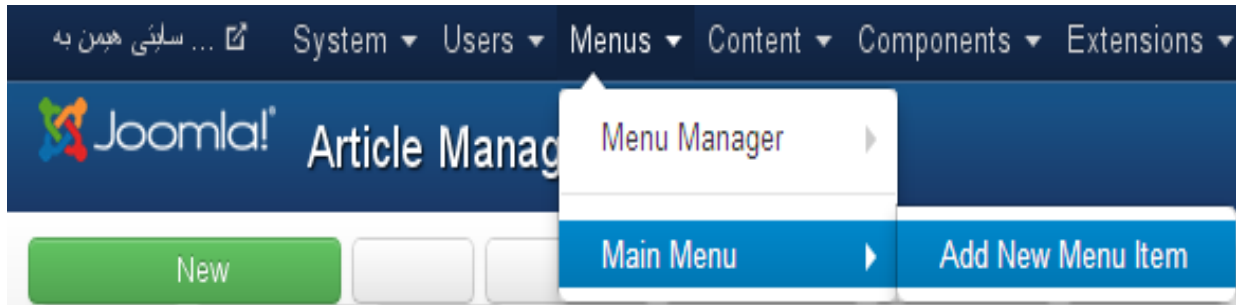 سایتی هیمن به ... System Users Menus Content Components Extensions
Joomla! Article Manag
Menu Manager
Main Menu Add New Menu Item
New